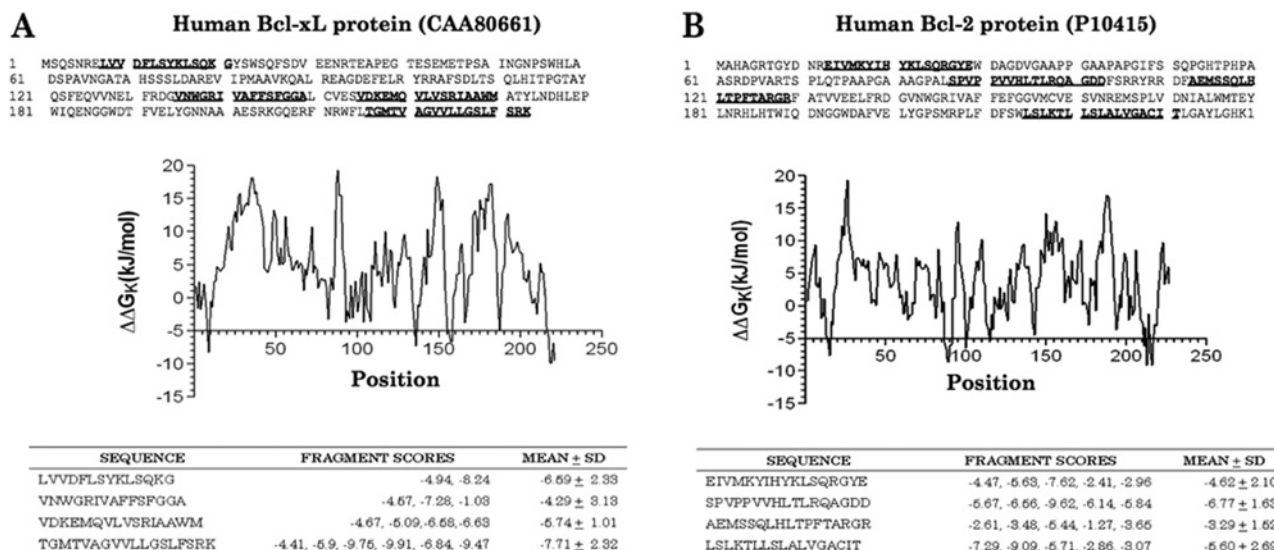 A Human Bcl-xL protein (CAA80661)
1 MSQSNRELVV DFLSYKLSQK GYSWSQFSDV EENRTEAPEG TESEMETPSA INGNPSWHLA
61 DSPAVNGATA HSSSLDAREV IPMAAVKQAL REAGDEFELR YRRAFSDLTS QLHITPGTAY
121 QSFEQVVNEL FRDGVNWGRI VAFFSFGGAL CVESVDKEMQ VLVSRIAAWM ATYLNDHLEP
181 WIQENGGWDT FVELYGNNAA AESRKGQERF NRWFLTGMTV AGVVLLGSLF SRK
20
15
10
5
0
-5
-10
-15
ΔΔGK(kJ/mol)
50 100 150 200 250
Position
SEQUENCE FRAGMENT SCORES MEAN ± SD
LVVDFLSYKLSQKG -4.94, -8.24 -6.59 ± 2.33
VNWGRIVAFFSFGGA -4.67, -7.28, -1.03 -4.29 ± 3.13
VDKEMQVLVSRIAAWM -4.67, -5.09, -6.58, -6.63 -5.74 ± 1.01
TGMTVAGVVLLGSLFSRK -4.41, -5.9, -9.75, -9.91, -6.84, -9.47 -7.71 ± 2.32
B Human Bcl-2 protein (P10415)
1 MAHAGRTGYD NREIVMKYIH YKLSQRGYEW DAGDVGAAPP GAAPAPGIFS SQPGHTPHPA
61 ASRDPVARTS PLQTPAAPGA AAGPALSPVP PVVHLTLRQA GDDFSRRYRR DFAEMSSQLH
121 LTPFTARGRF ATVVEELFRD GVNWGRIVAF FEFGGVMCVE SVNREMSPLV DNIALWMTEY
181 LNRHLHTWIQ DNGGWDAFVE LYGPSMRPLF DFSWLSLKTL LSLALVGACI TLGAYLGHK1
20
15
10
5
0
-5
-10
-15
ΔΔGK(kJ/mol)
50 100 150 200 250
Position
SEQUENCE FRAGMENT SCORES MEAN ± SD
EIVMKYIHYKLSQRGYE -4.47, -5.63, -7.62, -2.41, -2.96 -4.62 ± 2.10
SPVPPVVHLTLRQAGDD -5.67, -6.56, -9.62, -6.14, -5.84 -6.77 ± 1.63
AEMSSQLHLTPFTARGR -2.61, -3.48, -5.44, -1.27, -3.65 -3.29 ± 1.52
LSLKTLLSLALVGACIT -7.29, -9.09, -5.71, -2.86, -3.07 -5.60 ± 2.69